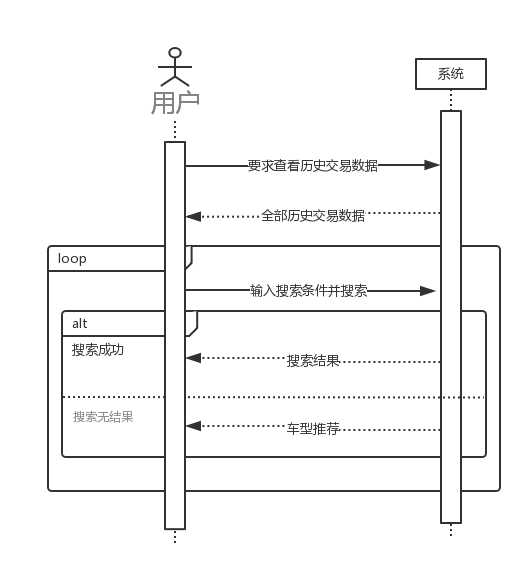 系统
用户
要求查看历史交易数据
全部历史交易数据
loop
输入搜索条件并搜索
alt
搜索成功
搜索结果
搜索无结果
车型推荐